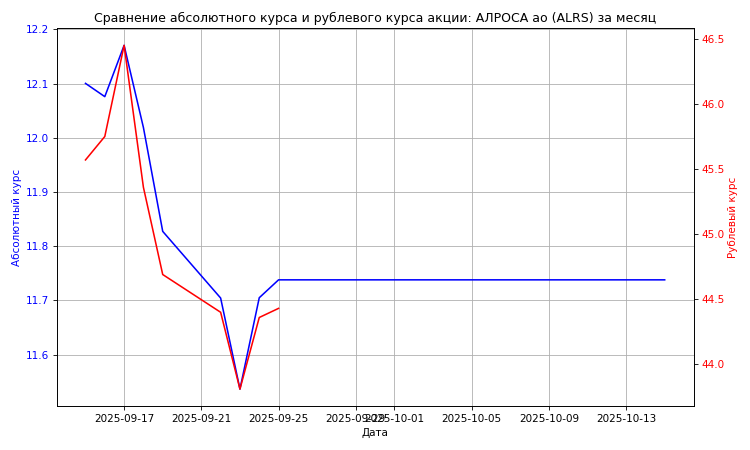 Сравнение абсолютного курса и рублевого курса акции: АЛРОСА ао (ALRS) за месяц
12.2
12.1
12.0
11.9
11.8
11.7
11.6
Абсолютный курс
46.5
46.0
45.5
45.0
44.5
44.0
Рублевый курс
2025-09-17 2025-09-21 2025-09-25 2025-09-29 2025-10-01 2025-10-05 2025-10-09 2025-10-13
Дата